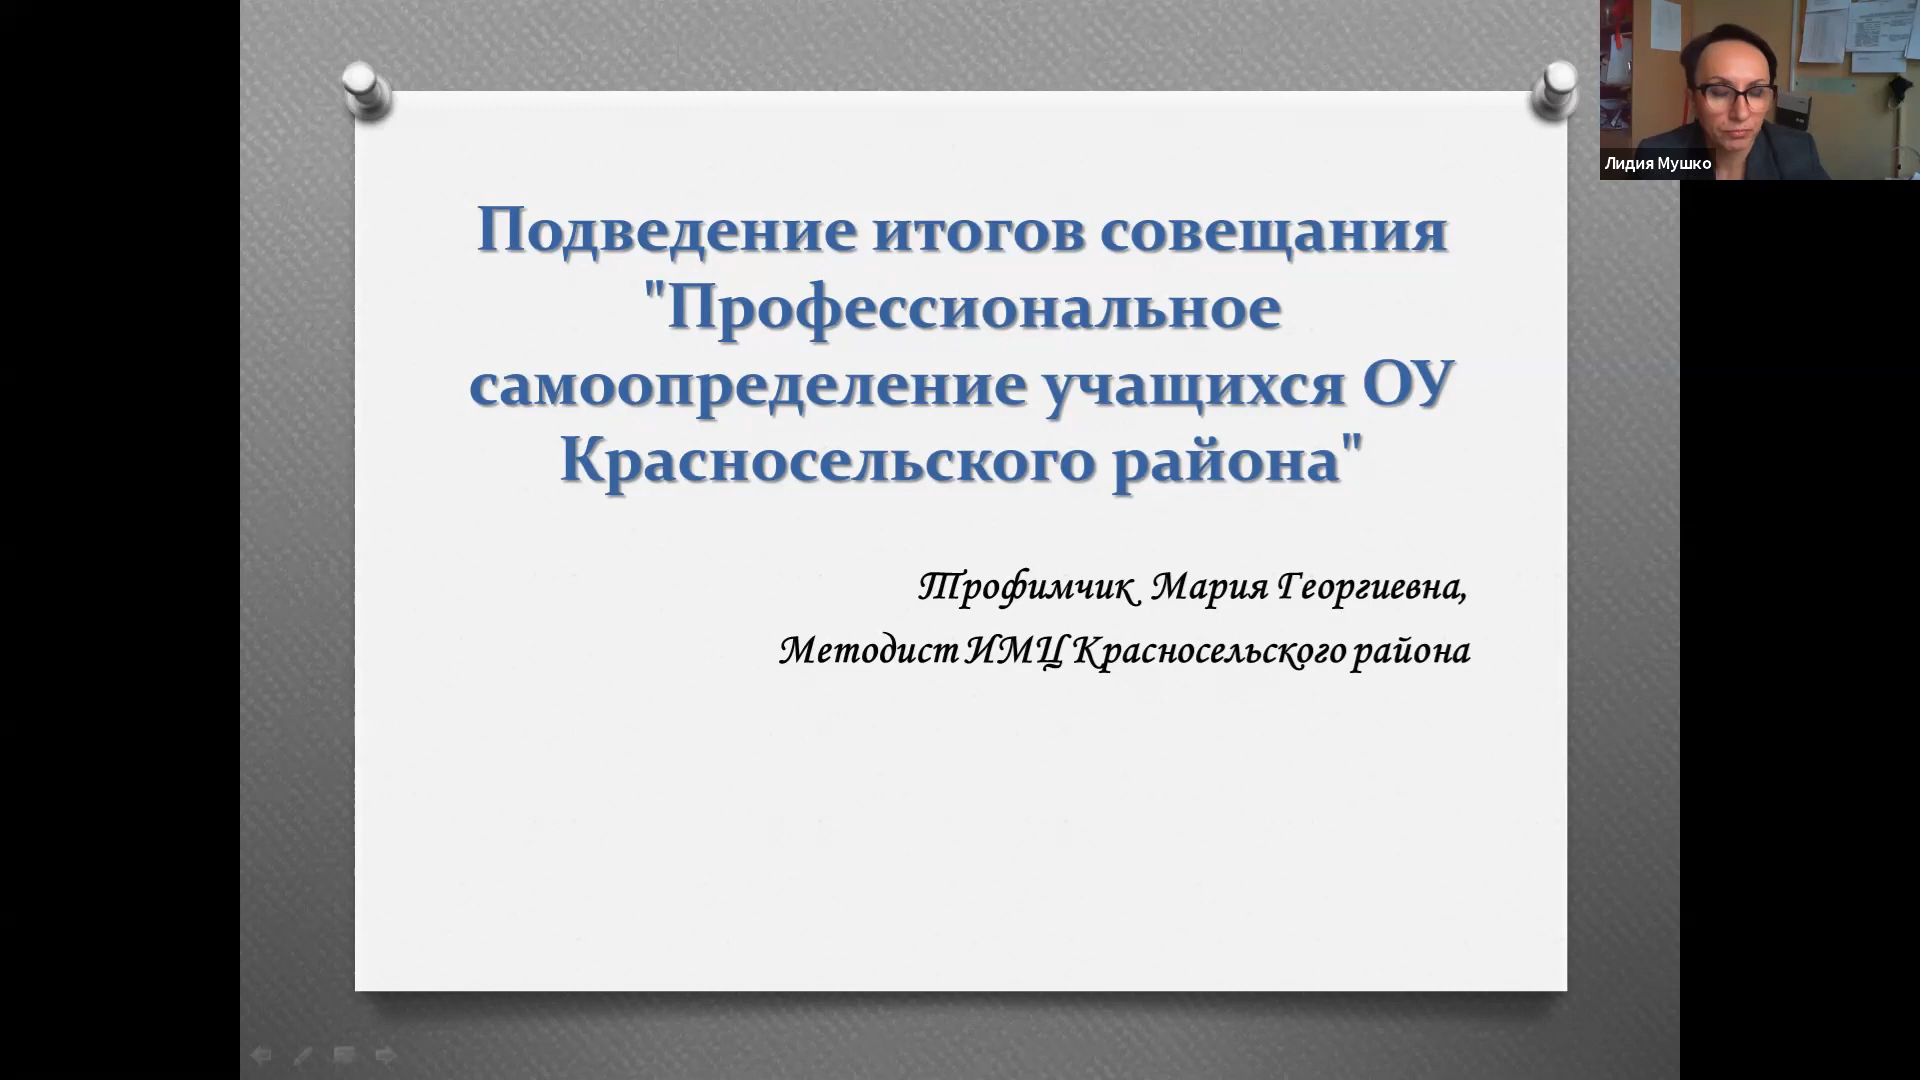 Подведение итогов совещания
"Профессиональное
самоопределение учащихся ОУ
Красносельского района"
Трофимчик Мария Георгиевна,
Методист ИМЦ Красносельского района
Лидия Мушко